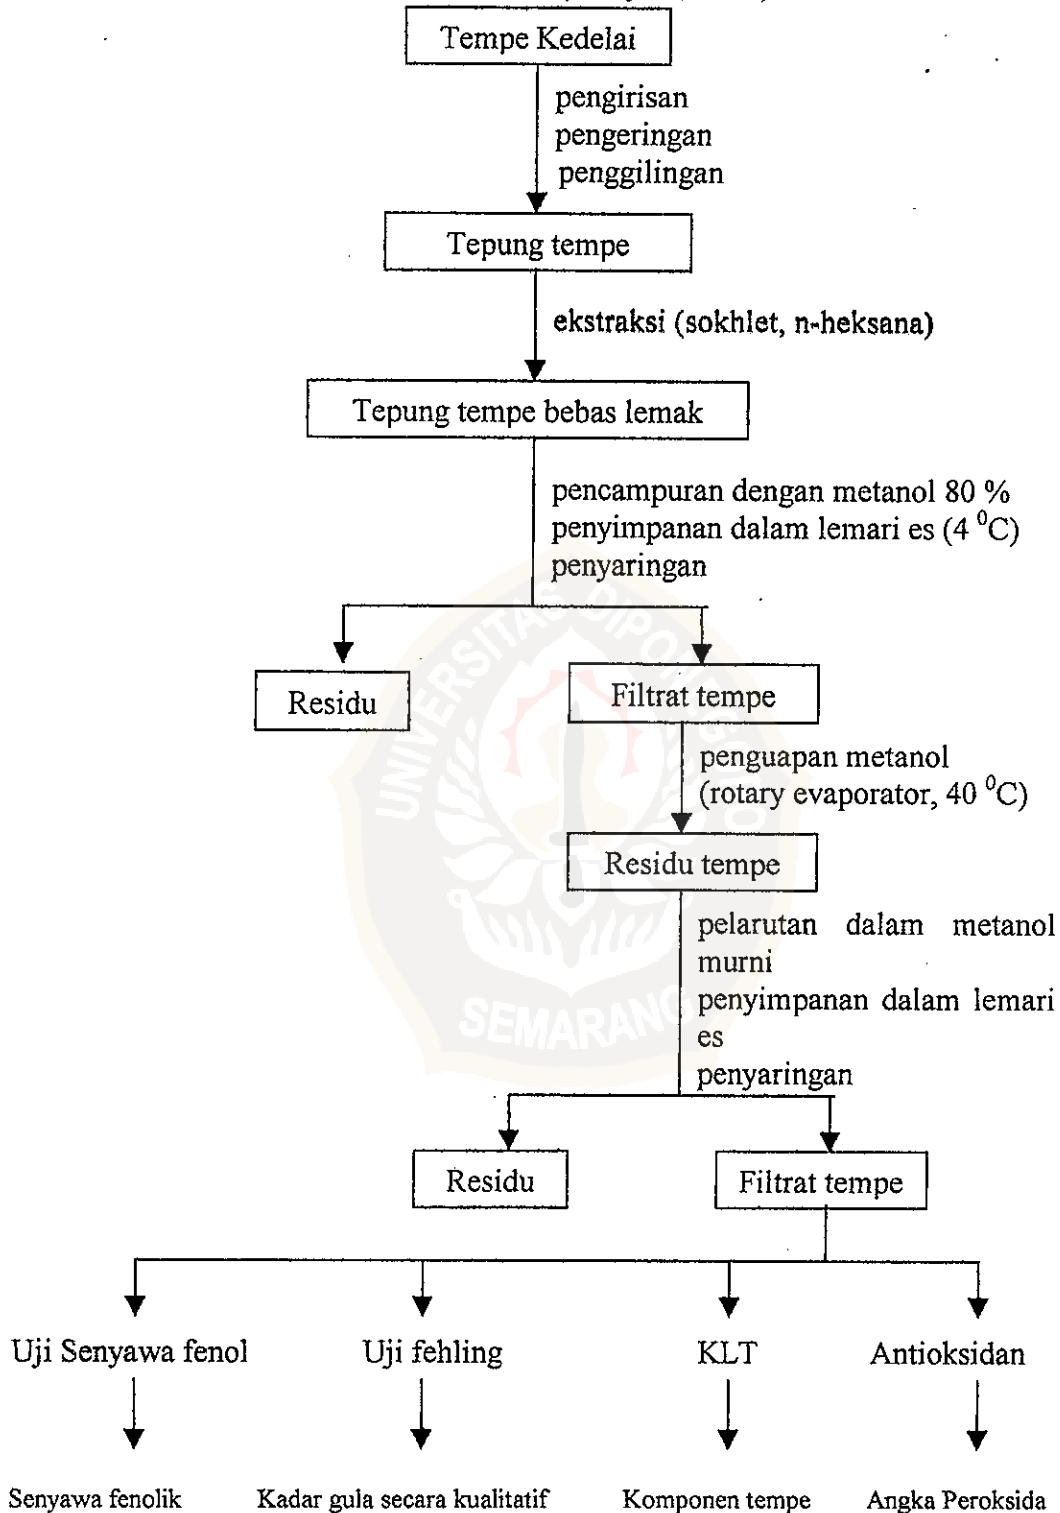 Tempe Kedelai
pengirisan
pengeringan
penggilingan
Tepung tempe
ekstraksi (sokhlet, n-heksana)
Tepung tempe bebas lemak
pencampuran dengan metanol 80 %
penyimpanan dalam lemari es (4 ⁰C)
penyaringan
Residu
Filtrat tempe
penguapan metanol
(rotary evaporator, 40 ⁰C)
Residu tempe
pelarutan dalam metanol
murni
penyimpanan dalam lemari
es
penyaringan
Residu
Filtrat tempe
Uji Senyawa fenol
Uji fehling
KLT
Antioksidan
Senyawa fenolik
Kadar gula secara kualitatif
Komponen tempe
Angka Peroksida
UNIVERSITAS DIPONEGORO
SEMARANG